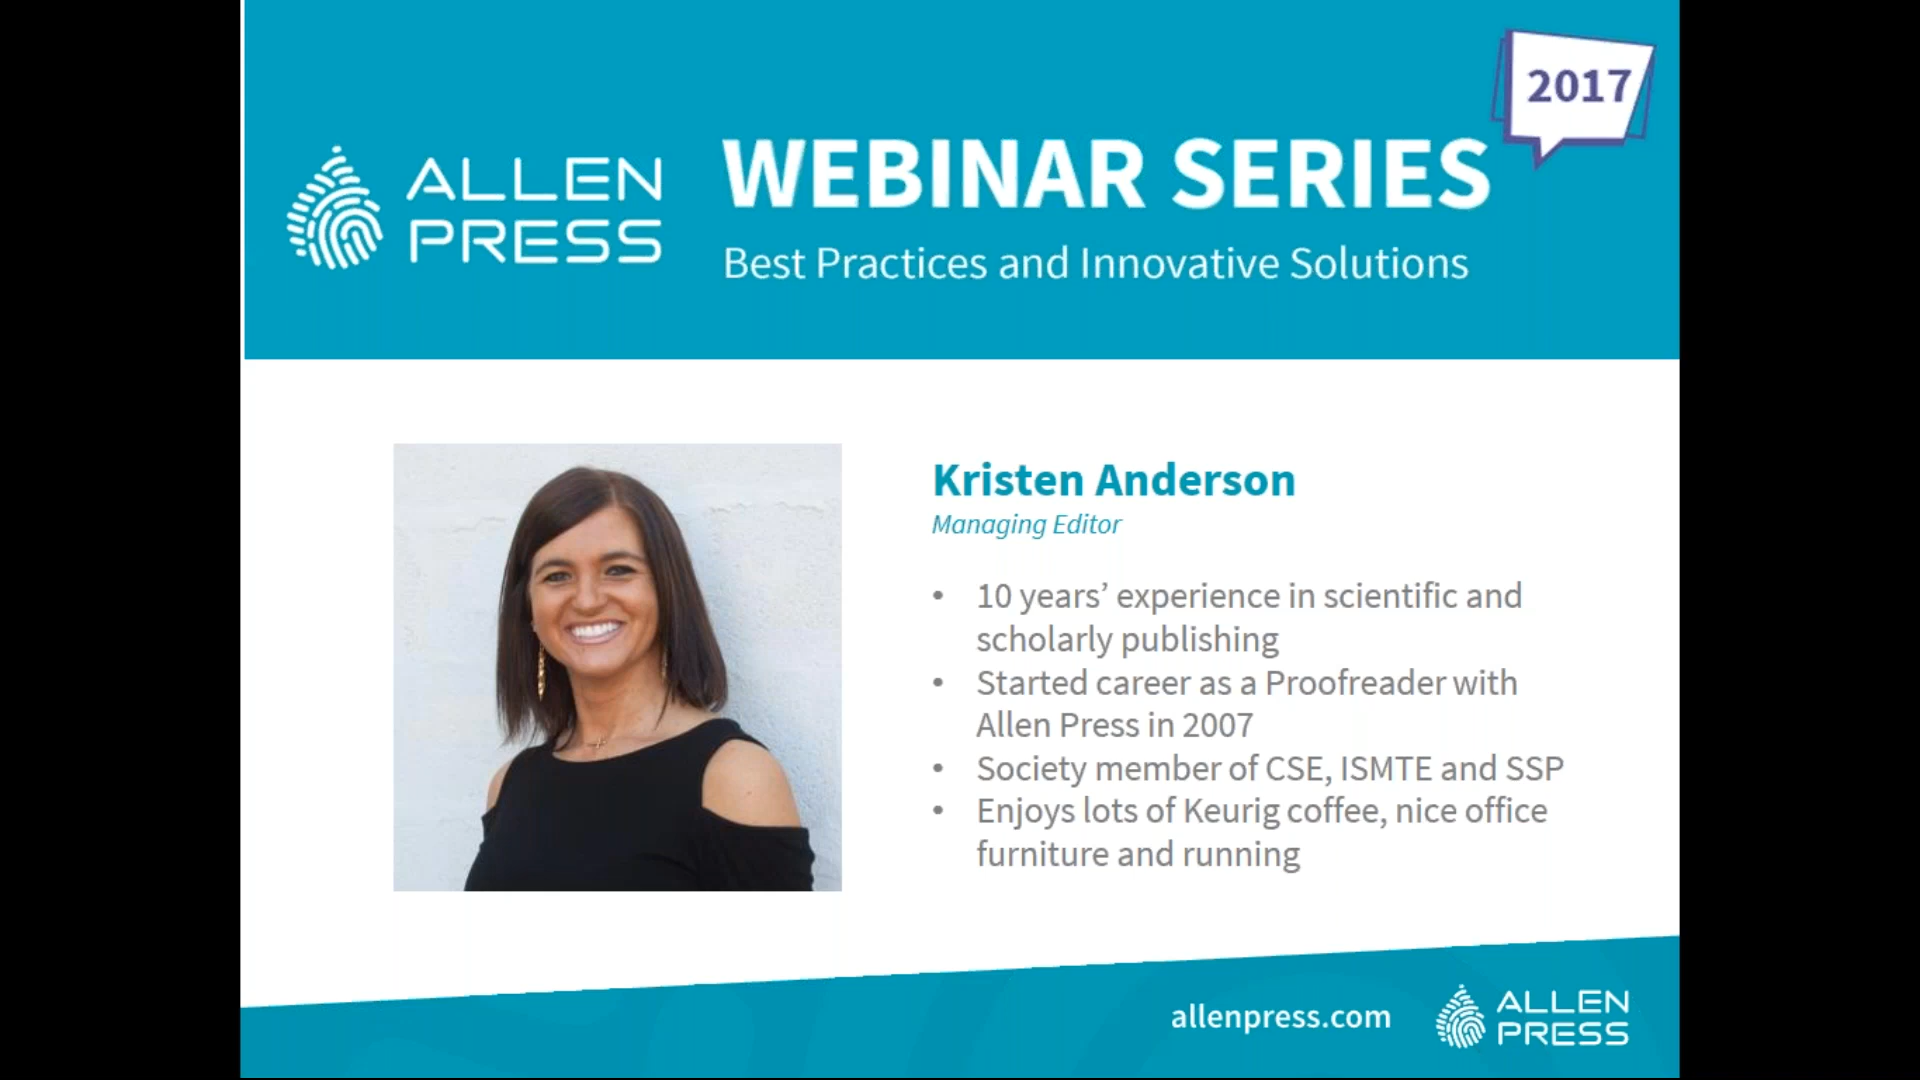 2017
ALLEN
PRESS
WEBINAR SERIES
Best Practices and Innovative Solutions
Kristen Anderson
Managing Editor
• 10 years’ experience in scientific and
scholarly publishing
• Started career as a Proofreader with
Allen Press in 2007
• Society member of CSE, ISMTE and SSP
• Enjoys lots of Keurig coffee, nice office
furniture and running
allenpress.com
ALLEN
PRESS